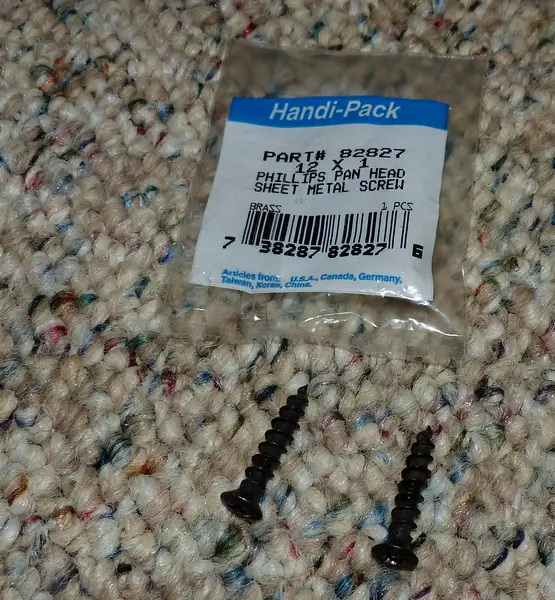 Handi-Pack
PART# 82827
12 X 1
PHILLIPS PAN HEAD
SHEET METAL SCREW
BRASS 1 PCS
7 38287 82827 6
Articles from: U.S.A., Canada, Germany,
Taiwan, Korea, China.